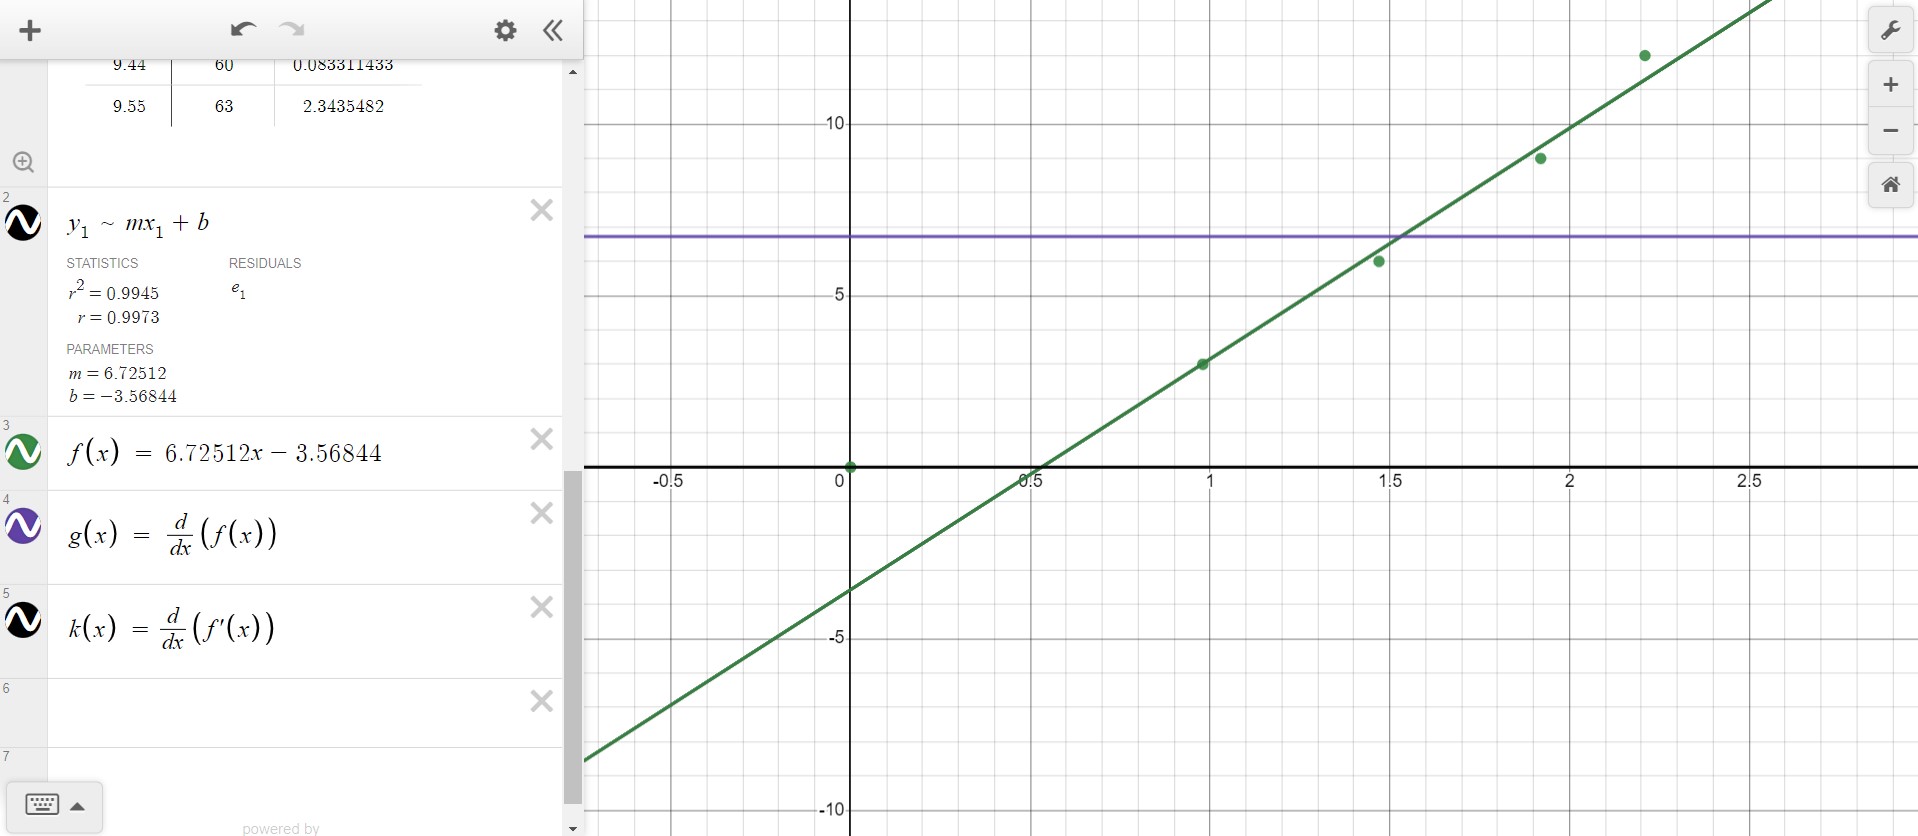 9.44 60 0.083311433
9.55 63 2.3435482
2
y₁ ~ mx₁ + b
STATISTICS RESIDUALS
r² = 0.9945 e₁
r = 0.9973
PARAMETERS
m = 6.72512
b = −3.56844
3
f(x) = 6.72512x − 3.56844
4
g(x) = d/dx (f(x))
5
k(x) = d/dx (f′(x))
6
7
powered by
10
5
-0.5 0 0.5 1 1.5 2 2.5
-5
-10